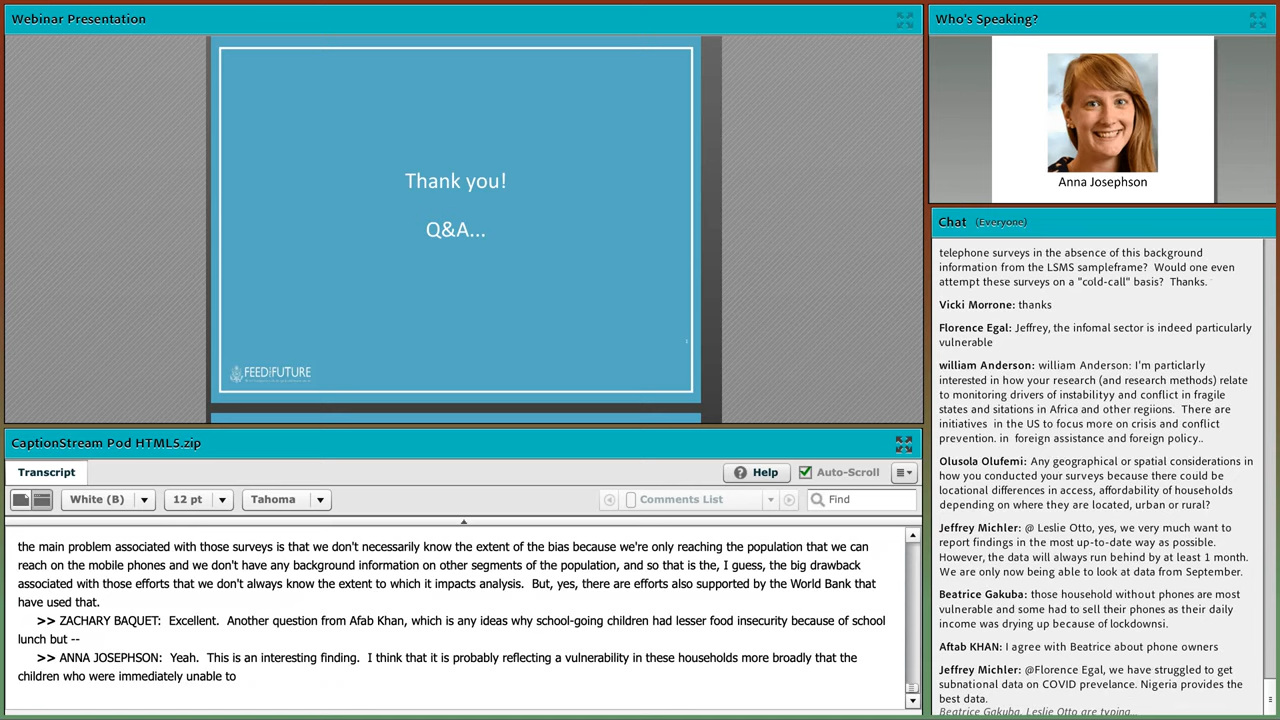 Webinar Presentation
Thank you!
Q&A...
FEED THE FUTURE
Who's Speaking?
Anna Josephson
Chat (Everyone)
telephone surveys in the absence of this background
information from the LSMS sampleframe? Would one even
attempt these surveys on a "cold-call" basis? Thanks.
Vicki Morrone: thanks
Florence Egal: Jeffrey, the infomal sector is indeed particularly
vulnerable
william Anderson: william Anderson: I'm particlarly
interested in how your research (and research methods) relate
to monitoring drivers of instabilityy and conflict in fragile
states and sitations in Africa and other regiions. There are
initiatives in the US to focus more on crisis and conflict
prevention. in foreign assistance and foreign policy..
Olusola Olufemi: Any geographical or spatial considerations in
how you conducted your surveys because there could be
locational differences in access, affordability of households
depending on where they are located, urban or rural?
Jeffrey Michler: @ Leslie Otto, yes, we very much want to
report findings in the most up-to-date way as possible.
However, the data will always run behind by at least 1 month.
We are only now being able to look at data from September.
Beatrice Gakuba: those household without phones are most
vulnerable and some had to sell their phones as their daily
income was drying up because of lockdownsi.
Aftab KHAN: I agree with Beatrice about phone owners
Jeffrey Michler: @Florence Egal, we have struggled to get
subnational data on COVID prevelance. Nigeria provides the
best data.
Beatrice Gakuba, Leslie Otto are typing...
CaptionStream Pod HTML5.zip
Transcript
Help
Auto-Scroll
White (B)
12 pt
Tahoma
Comments List
Find
the main problem associated with those surveys is that we don't necessarily know the extent of the bias because we're only reaching the population that we can
reach on the mobile phones and we don't have any background information on other segments of the population, and so that is the, I guess, the big drawback
associated with those efforts that we don't always know the extent to which it impacts analysis. But, yes, there are efforts also supported by the World Bank that
have used that.
>> ZACHARY BAQUET: Excellent. Another question from Afab Khan, which is any ideas why school-going children had lesser food insecurity because of school
lunch but --
>> ANNA JOSEPHSON: Yeah. This is an interesting finding. I think that it is probably reflecting a vulnerability in these households more broadly that the
children who were immediately unable to